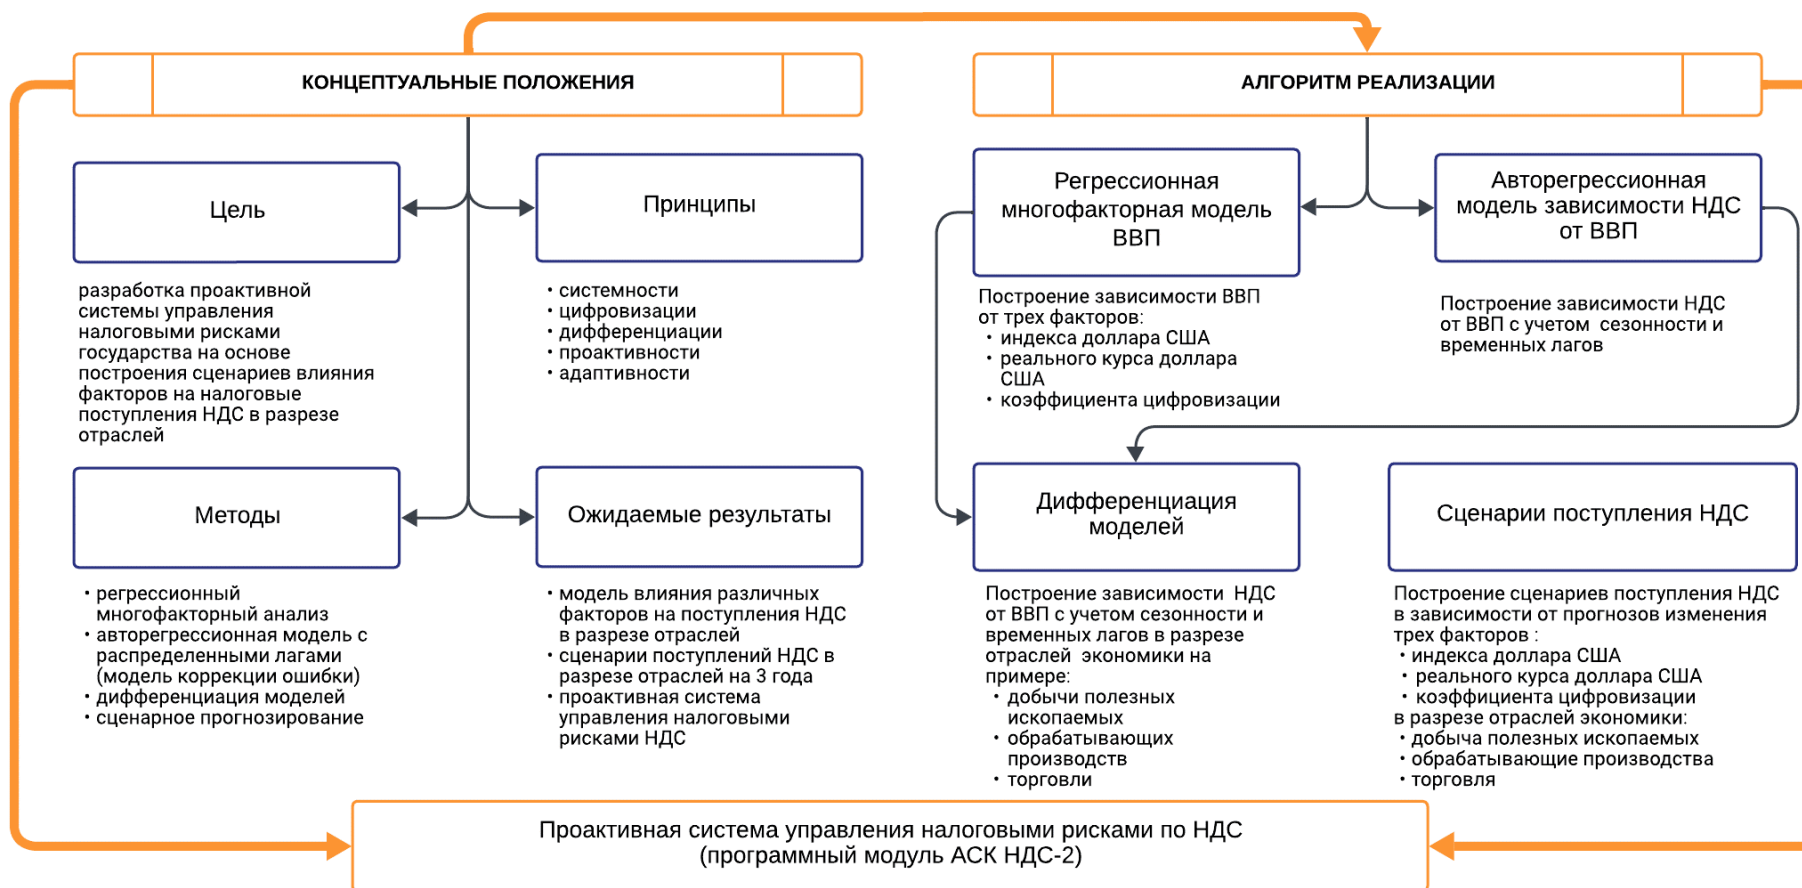 КОНЦЕПТУАЛЬНЫЕ ПОЛОЖЕНИЯ
Цель
разработка проактивной
системы управления
налоговыми рисками
государства на основе
построения сценариев влияния
факторов на налоговые
поступления НДС в разрезе
отраслей
Принципы
• системности
• цифровизации
• дифференциации
• проактивности
• адаптивности
Методы
• регрессионный
многофакторный анализ
• авторегрессионная модель с
распределенными лагами
(модель коррекции ошибки)
• дифференциация моделей
• сценарное прогнозирование
Ожидаемые результаты
• модель влияния различных
факторов на поступления НДС
в разрезе отраслей
• сценарии поступлений НДС в
разрезе отраслей на 3 года
• проактивная система
управления налоговыми
рисками НДС
АЛГОРИТМ РЕАЛИЗАЦИИ
Регрессионная
многофакторная модель
ВВП
Построение зависимости ВВП
от трех факторов:
• индекса доллара США
• реального курса доллара
США
• коэффициента цифровизации
Авторегрессионная
модель зависимости НДС
от ВВП
Построение зависимости НДС
от ВВП с учетом сезонности и
временных лагов
Дифференциация
моделей
Построение зависимости НДС
от ВВП с учетом сезонности и
временных лагов в разрезе
отраслей экономики на
примере:
• добычи полезных
ископаемых
• обрабатывающих
производств
• торговли
Сценарии поступления НДС
Построение сценариев поступления НДС
в зависимости от прогнозов изменения
трех факторов :
• индекса доллара США
• реального курса доллара США
• коэффициента цифровизации
в разрезе отраслей экономики:
• добыча полезных ископаемых
• обрабатывающие производства
• торговля
Проактивная система управления налоговыми рисками по НДС
(программный модуль АСК НДС-2)